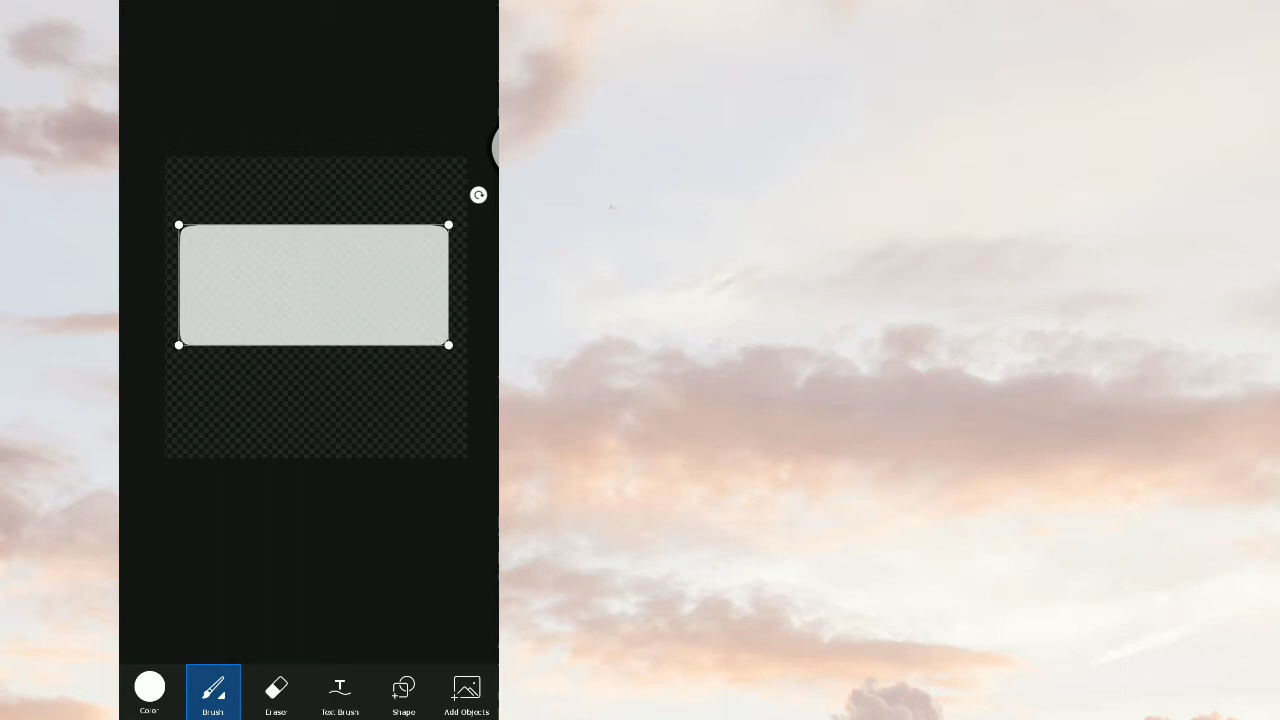 Color
Brush
Eraser
Text Brush
Shape
Add Objects